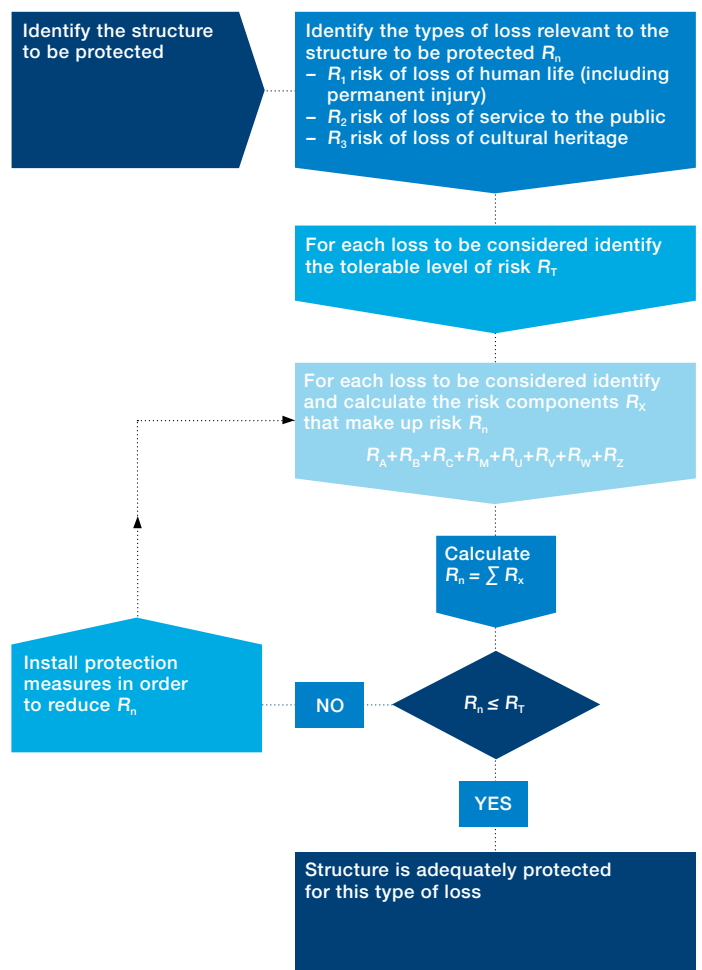 Identify the structure
to be protected
Identify the types of loss relevant to the
structure to be protected Rn
– R1 risk of loss of human life (including
permanent injury)
– R2 risk of loss of service to the public
– R3 risk of loss of cultural heritage
For each loss to be considered identify
the tolerable level of risk RT
For each loss to be considered identify
and calculate the risk components RX
that make up risk Rn
RA+RB+RC+RM+RU+RV+RW+RZ
Calculate
Rn = ∑ Rx
Rn ≤ RT
NO
Install protection
measures in order
to reduce Rn
YES
Structure is adequately protected
for this type of loss